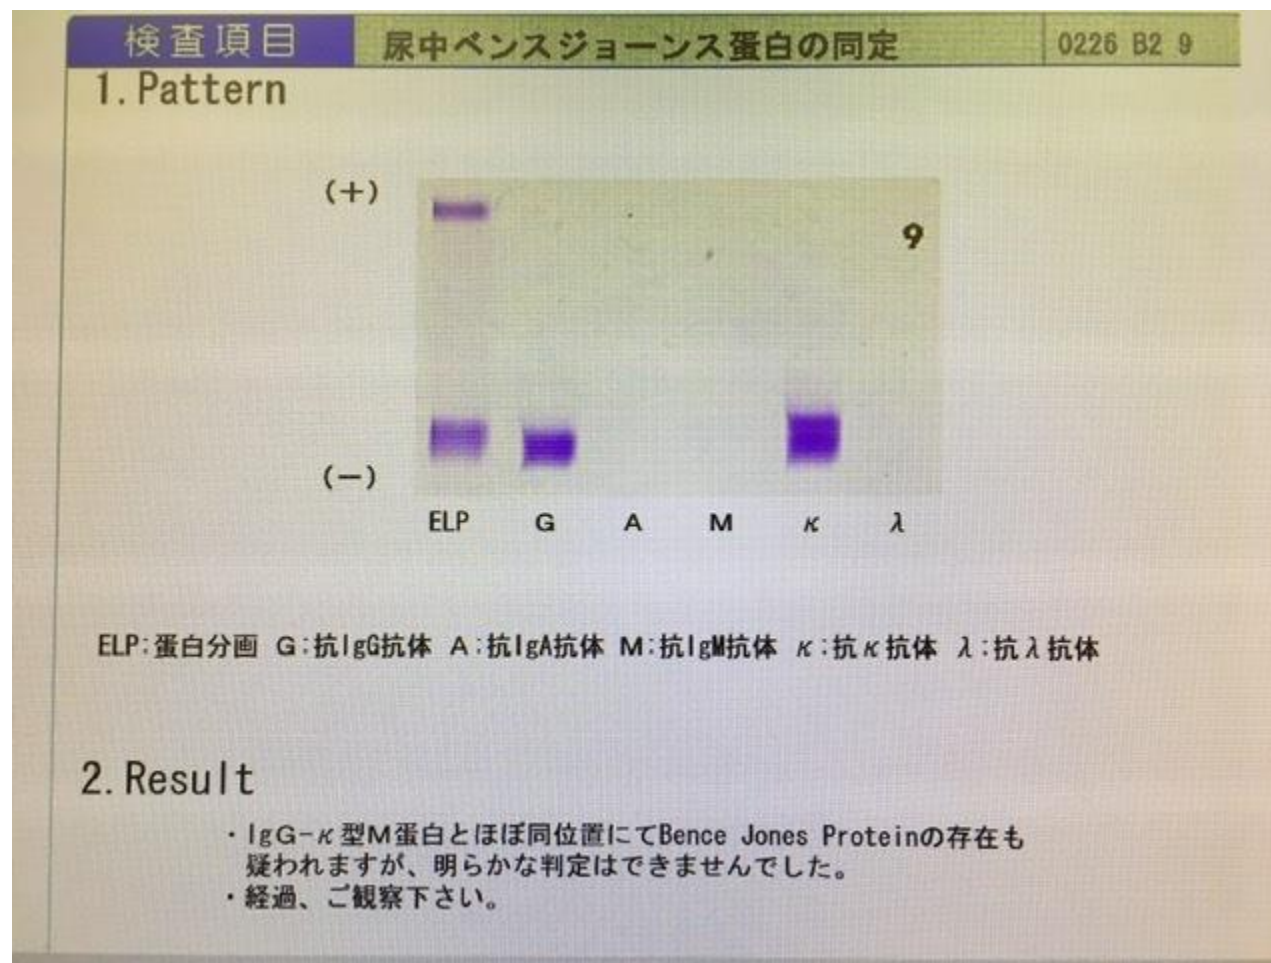 検査項目 尿中ベンスジョーンス蛋白の同定 0226 B2 9
1.Pattern
(+)
9
(−)
ELP G A M κ λ
ELP:蛋白分画 G:抗IgG抗体 A:抗IgA抗体 M:抗IgM抗体 κ:抗κ抗体 λ:抗λ抗体
2.Result
・IgG-κ型M蛋白とほぼ同位置にてBence Jones Proteinの存在も
疑われますが、明らかな判定はできませんでした。
・経過、ご観察下さい。